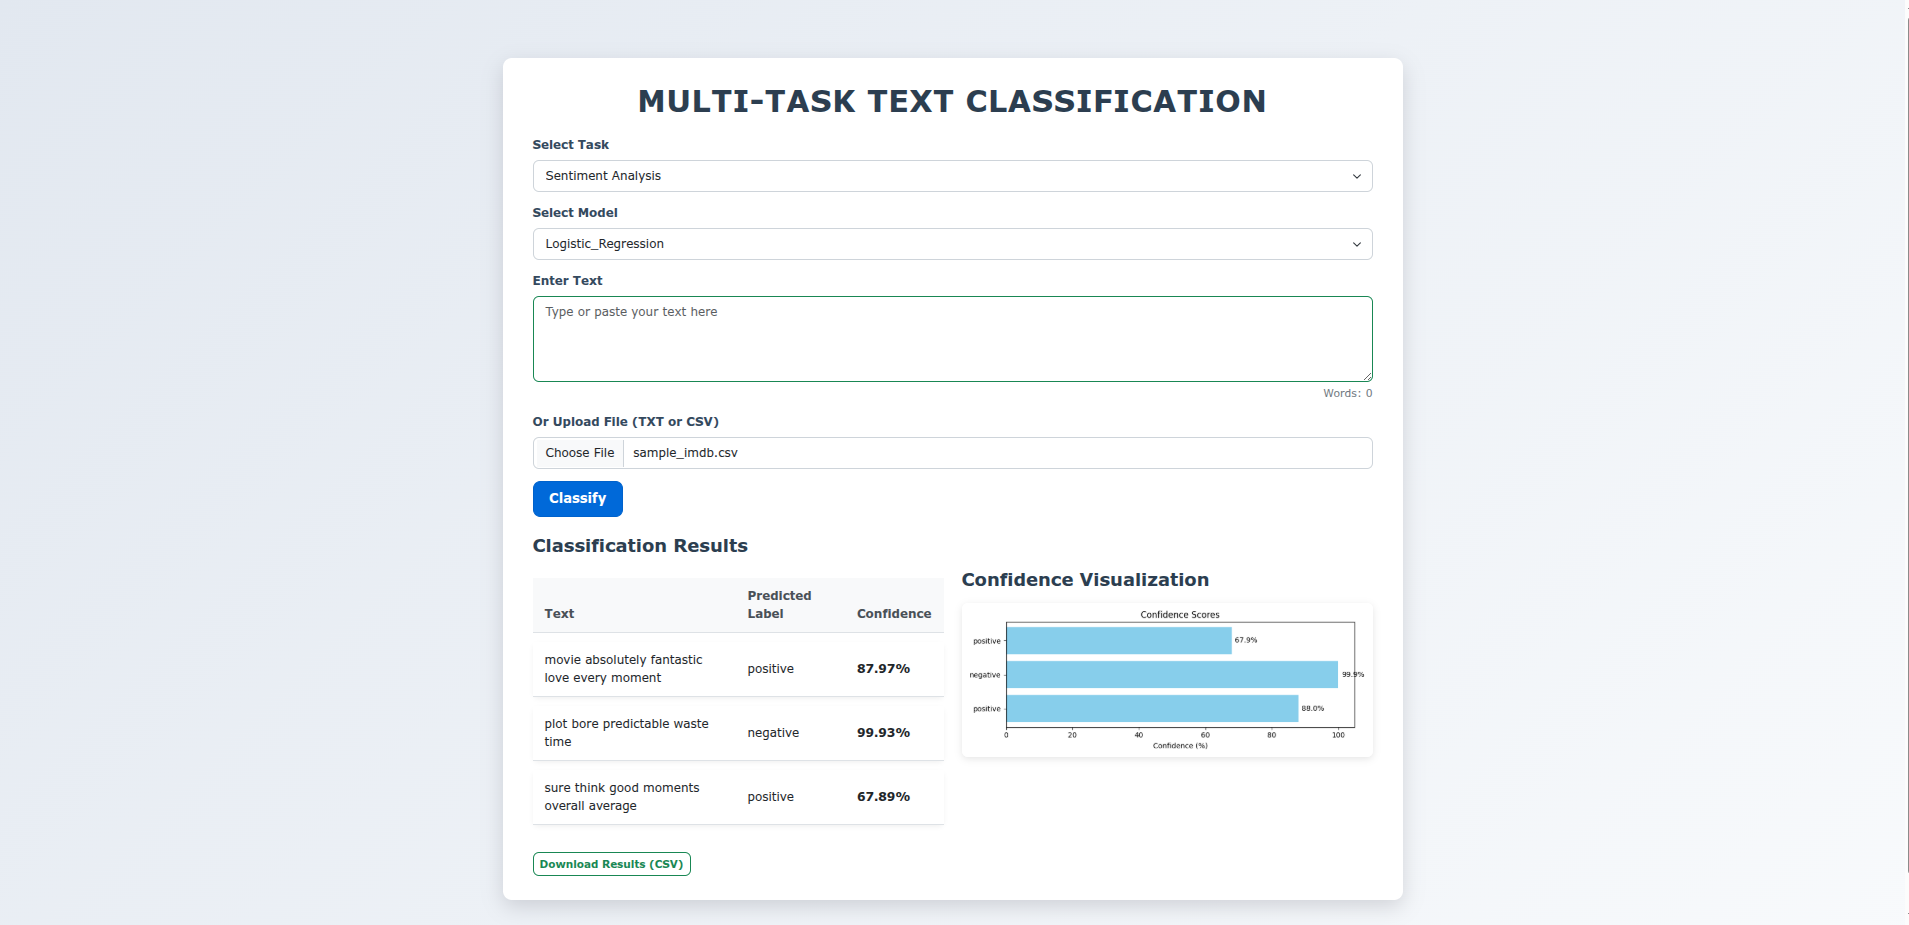 MULTI-TASK TEXT CLASSIFICATION
Select Task
Sentiment Analysis
Select Model
Logistic_Regression
Enter Text
Type or paste your text here
Words: 0
Or Upload File (TXT or CSV)
Choose File sample_imdb.csv
Classify
Classification Results
Text Predicted Label Confidence
movie absolutely fantastic
love every moment
positive
87.97%
plot bore predictable waste
time
negative
99.93%
sure think good moments
overall average
positive
67.89%
Download Results (CSV)
Confidence Visualization
Confidence Scores
positive 67.9%
negative 99.9%
positive 88.0%
0 20 40 60 80 100
Confidence (%)